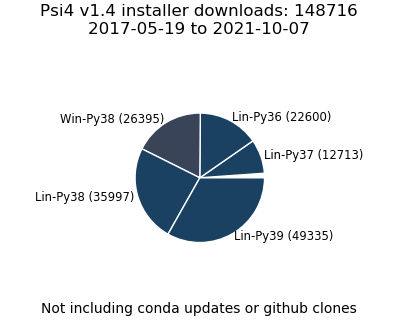 Psi4 v1.4 installer downloads: 148716
2017-05-19 to 2021-10-07
Win-Py38 (26395)
Lin-Py36 (22600)
Lin-Py37 (12713)
Lin-Py38 (35997)
Lin-Py39 (49335)
Not including conda updates or github clones